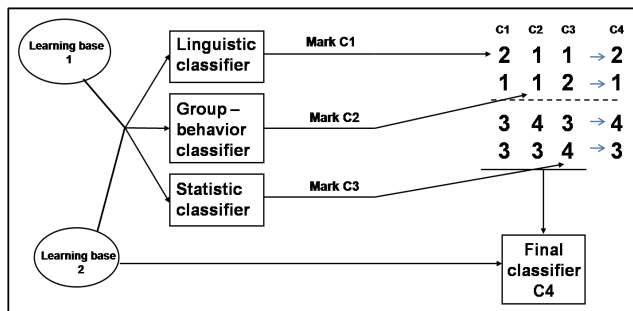 Learning base
1
Linguistic
classifier
Mark C1
C1 C2 C3 C4
2 1 1 → 2
1 1 2 → 1
Group –
behavior
classifier
Mark C2
3 4 3 → 4
3 3 4 → 3
Statistic
classifier
Mark C3
Learning base
2
Final
classifier
C4